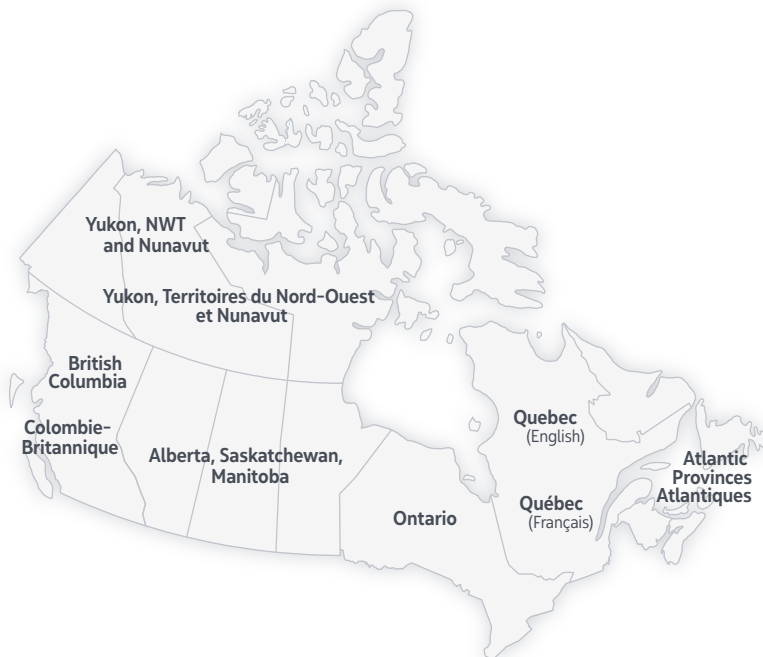 Yukon, NWT
and Nunavut
Yukon, Territoires du Nord-Ouest
et Nunavut
British
Columbia
Colombie-
Britannique
Alberta, Saskatchewan,
Manitoba
Ontario
Quebec
(English)
Québec
(Français)
Atlantic
Provinces
Atlantiques